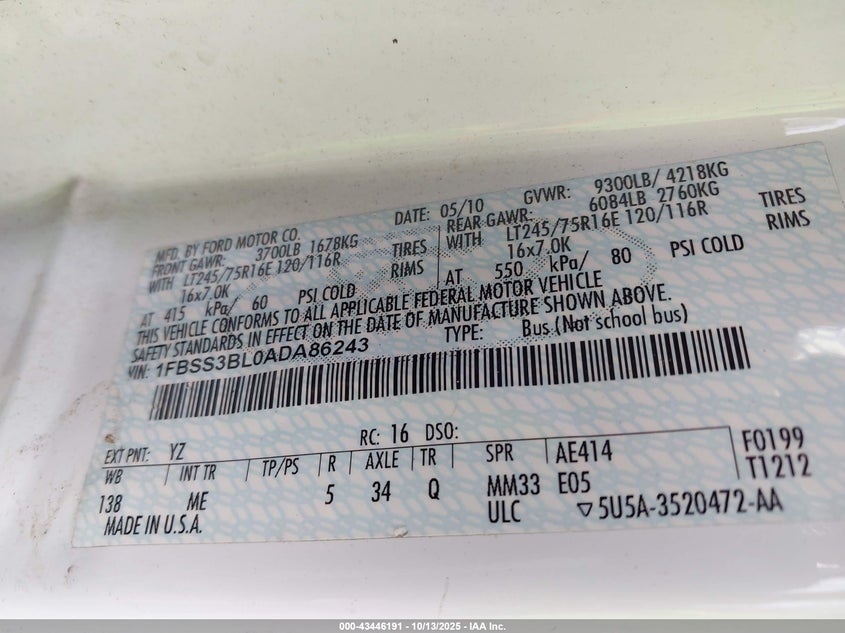 MFD. BY FORD MOTOR CO.
DATE: 05/10 GVWR: 9300LB/ 4218KG
FRONT GAWR: 3700LB 1678KG
REAR GAWR: 6084LB 2760KG
WITH LT245/75R16E 120/116R TIRES
WITH LT245/75R16E 120/116R TIRES
16x7.0K RIMS
16x7.0K RIMS
AT 415 kPa/ 60 PSI COLD
AT 550 kPa/ 80 PSI COLD
THIS VEHICLE CONFORMS TO ALL APPLICABLE FEDERAL MOTOR VEHICLE
SAFETY STANDARDS IN EFFECT ON THE DATE OF MANUFACTURE SHOWN ABOVE.
VIN: 1FBSS3BL0ADA86243 TYPE: Bus (Not school bus)
EXT PNT: YZ RC: 16 DSO:
WB INT TR TP/PS R AXLE TR SPR AE414 F0199
138 ME 5 34 Q MM33 E05 T1212
MADE IN U.S.A. ULC ▽5U5A-3520472-AA
000-43446191 - 10/13/2025 - IAA Inc.